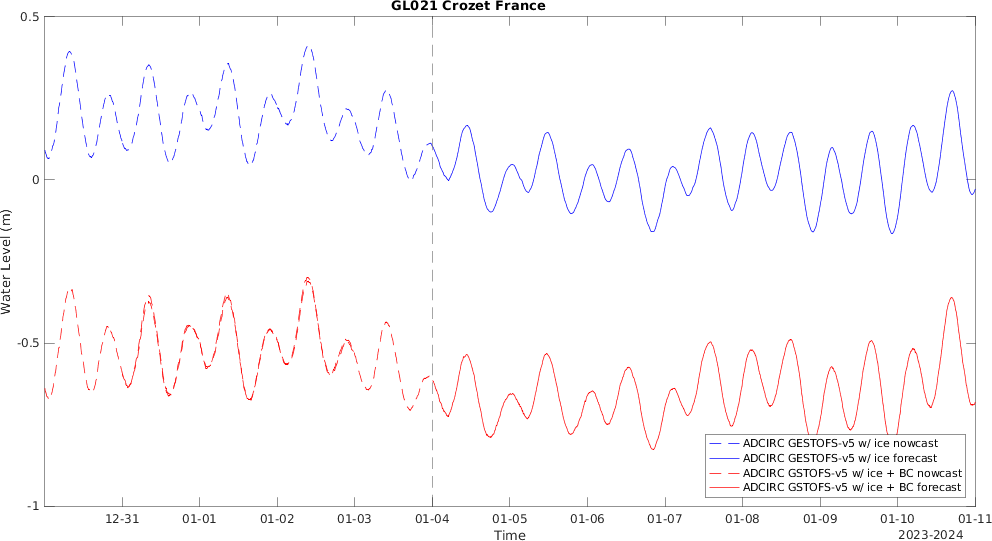 GL021 Crozet France
0.5
0
-0.5
-1
Water Level (m)
12-31 01-01 01-02 01-03 01-04 01-05 01-06 01-07 01-08 01-09 01-10 01-11
Time
2023-2024
ADCIRC GESTOFS-v5 w/ ice nowcast
ADCIRC GESTOFS-v5 w/ ice forecast
ADCIRC GSTOFS-v5 w/ ice + BC nowcast
ADCIRC GSTOFS-v5 w/ ice + BC forecast